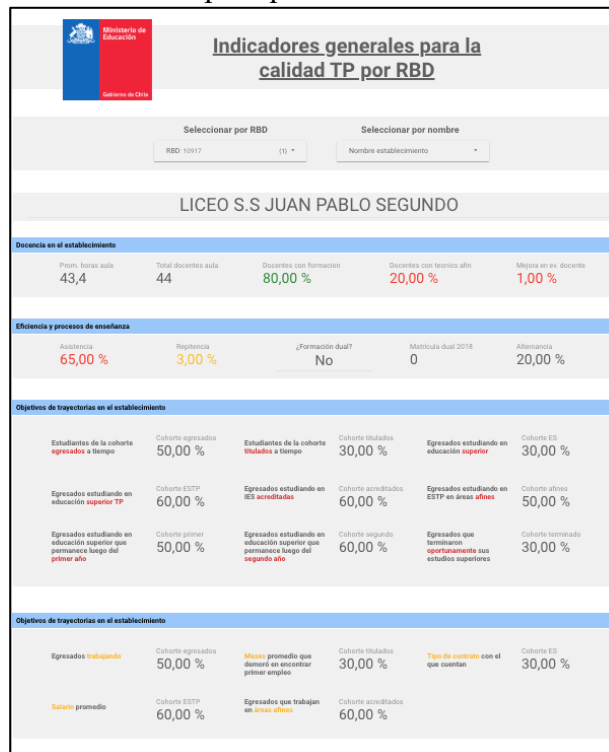 Ministerio de
Educación
Gobierno de Chile
Indicadores generales para la
calidad TP por RBD
Seleccionar por RBD
Seleccionar por nombre
RBD: 10917 (1)
Nombre establecimiento
LICEO S.S JUAN PABLO SEGUNDO
Docencia en el establecimiento
Prom. horas aula
43,4
Total docentes aula
44
Docentes con formacion
80,00 %
Docentes con tecnico afin
20,00 %
Mejora en ev. docente
1,00 %
Eficiencia y procesos de enseñanza
Asistencia
65,00 %
Repitencia
3,00 %
¿Formación dual?
No
Matrícula dual 2018
0
Alternancia
20,00 %
Objetivos de trayectorias en el establecimiento
Estudiantes de la cohorte
egresados a tiempo
Cohorte egresados
50,00 %
Estudiantes de la cohorte
titulados a tiempo
Cohorte titulados
30,00 %
Egresados estudiando en
educación superior
Cohorte ES
30,00 %
Egresados estudiando en
educación superior TP
Cohorte ESTP
60,00 %
Egresados estudiando en
IES acreditadas
Cohorte acreditados
60,00 %
Egresados estudiando en
ESTP en áreas afines
Cohorte afines
50,00 %
Egresados estudiando en
educación superior que
permanece luego del
primer año
Cohorte primer
50,00 %
Egresados estudiando en
educación superior que
permanece luego del
segundo año
Cohorte segundo
60,00 %
Egresados que
terminaron
oportunamente sus
estudios superiores
Cohorte terminado
30,00 %
Objetivos de trayectorias en el establecimiento
Egresados trabajando
Cohorte egresados
50,00 %
Meses promedio que
demoró en encontrar
primer empleo
Cohorte titulados
30,00 %
Tipo de contrato con el
que cuentan
Cohorte ES
30,00 %
Salario promedio
Cohorte ESTP
60,00 %
Egresados que trabajan
en áreas afines
Cohorte acreditados
60,00 %